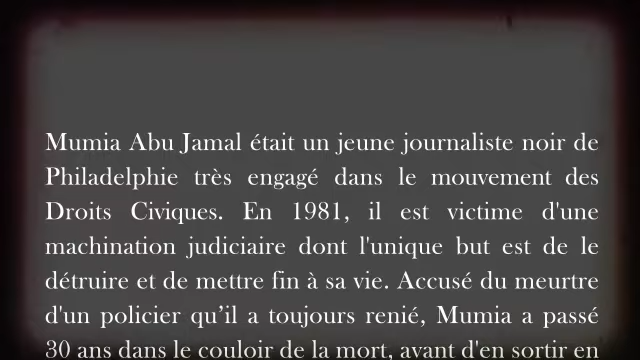 Mumia Abu Jamal était un jeune journaliste noir de
Philadelphie très engagé dans le mouvement des
Droits Civiques. En 1981, il est victime d'une
machination judiciaire dont l'unique but est de le
détruire et de mettre fin à sa vie. Accusé du meurtre
d'un policier qu’il a toujours renié, Mumia a passé
30 ans dans le couloir de la mort, avant d'en sortir en